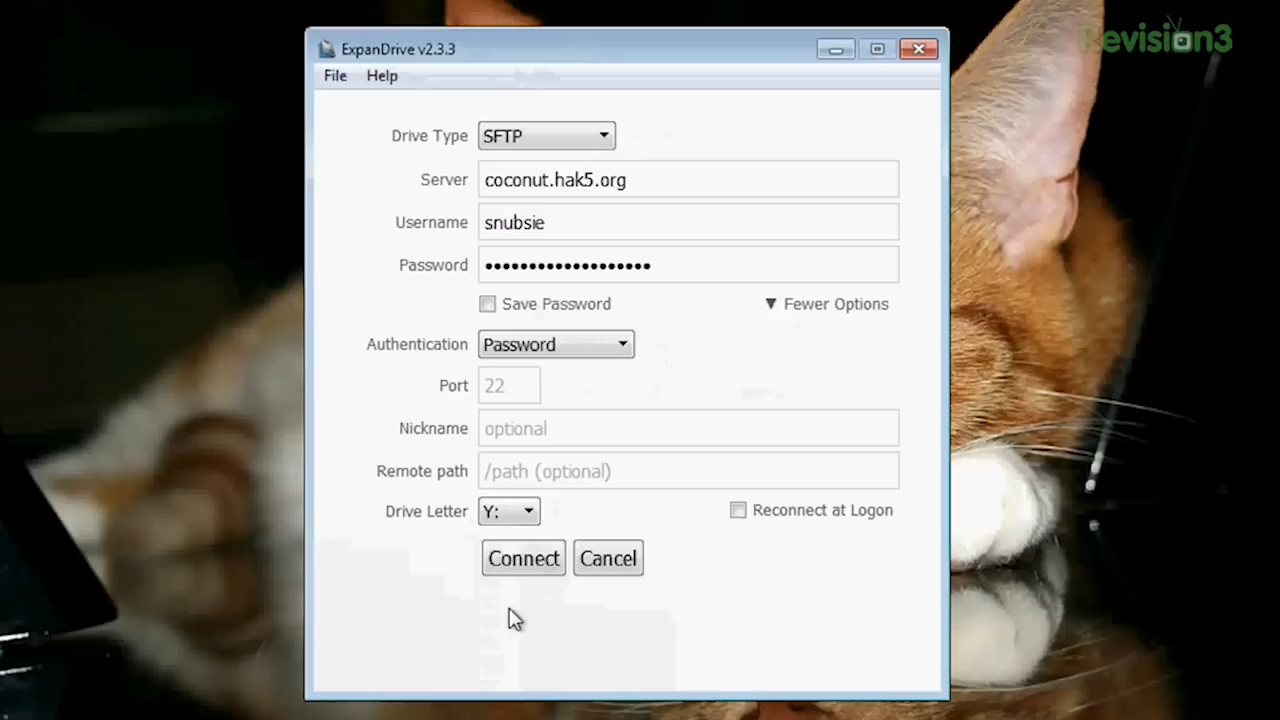 Revision3
ExpanDrive v2.3.3
File Help
Drive Type SFTP
Server coconut.hak5.org
Username snubsie
Password •••••••••••••••••••
Save Password ▼ Fewer Options
Authentication Password
Port 22
Nickname optional
Remote path /path (optional)
Drive Letter Y: Reconnect at Logon
Connect Cancel